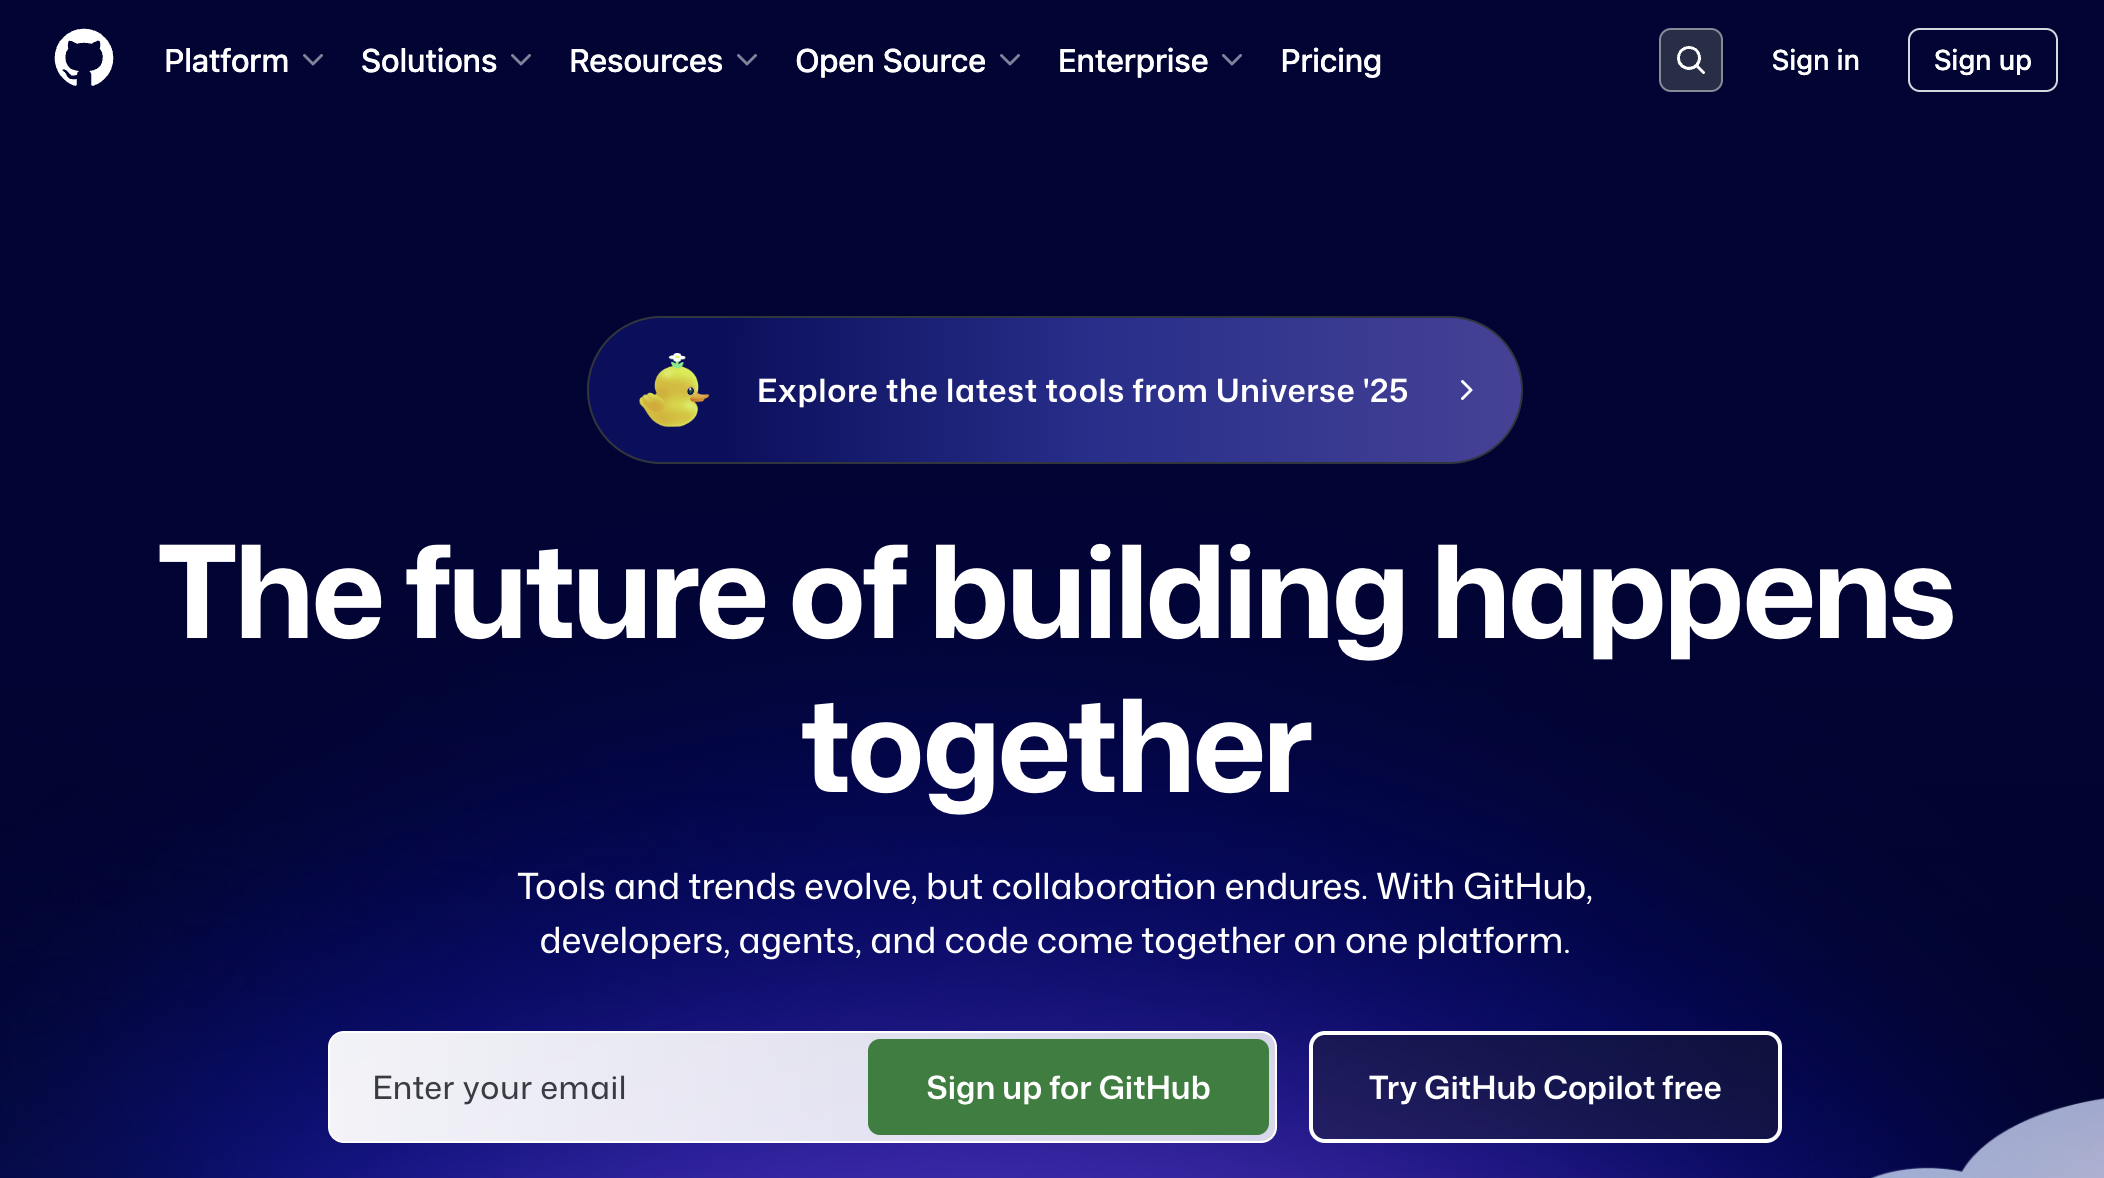 Platform Solutions Resources Open Source Enterprise Pricing Sign in Sign up
Explore the latest tools from Universe '25
The future of building happens
together
Tools and trends evolve, but collaboration endures. With GitHub,
developers, agents, and code come together on one platform.
Enter your email Sign up for GitHub Try GitHub Copilot free